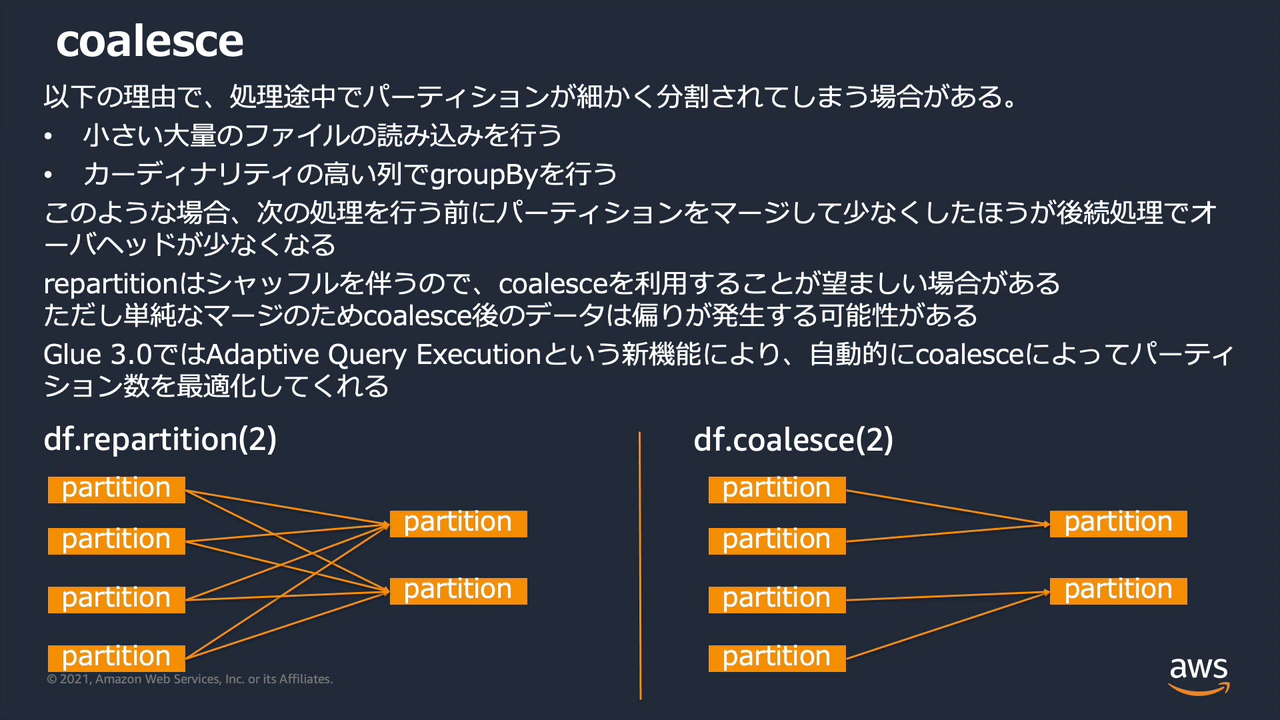 coalesce
以下の理由で、処理途中でパーティションが細かく分割されてしまう場合がある。
• 小さい大量のファイルの読み込みを行う
• カーディナリティの高い列でgroupByを行う
このような場合、次の処理を行う前にパーティションをマージして少なくしたほうが後続処理でオ
ーバヘッドが少なくなる
repartitionはシャッフルを伴うので、coalesceを利用することが望ましい場合がある
ただし単純なマージのためcoalesce後のデータは偏りが発生する可能性がある
Glue 3.0ではAdaptive Query Executionという新機能により、自動的にcoalesceによってパーティ
ション数を最適化してくれる
df.repartition(2)
partition
partition
partition
partition
partition
partition
df.coalesce(2)
partition
partition
partition
partition
partition
partition
© 2021, Amazon Web Services, Inc. or its Affiliates.
aws